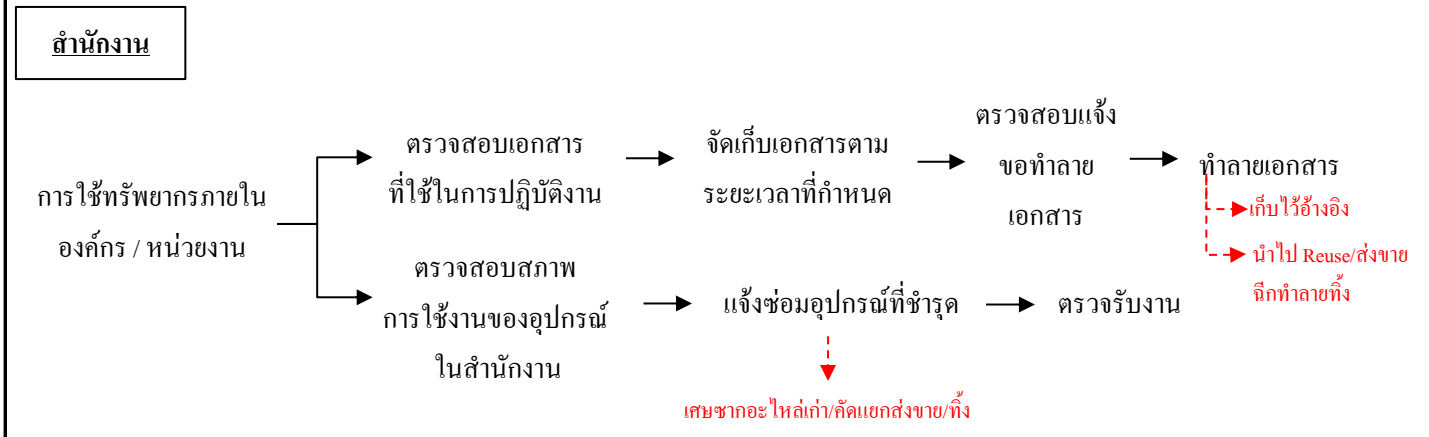 สำนักงาน
การใช้ทรัพยากรภายใน
องค์กร / หน่วยงาน
ตรวจสอบเอกสาร
ที่ใช้ในการปฏิบัติงาน
จัดเก็บเอกสารตาม
ระยะเวลาที่กำหนด
ตรวจสอบแจ้ง
ขอทำลาย
เอกสาร
ทำลายเอกสาร
เก็บไว้อ้างอิง
นำไป Reuse/ส่งขาย
ฉีกทำลายทิ้ง
ตรวจสอบสภาพ
การใช้งานของอุปกรณ์
ในสำนักงาน
แจ้งซ่อมอุปกรณ์ที่ชำรุด
ตรวจรับงาน
เศษซากอะไหล่เก่า/คัดแยกส่งขาย/ทิ้ง